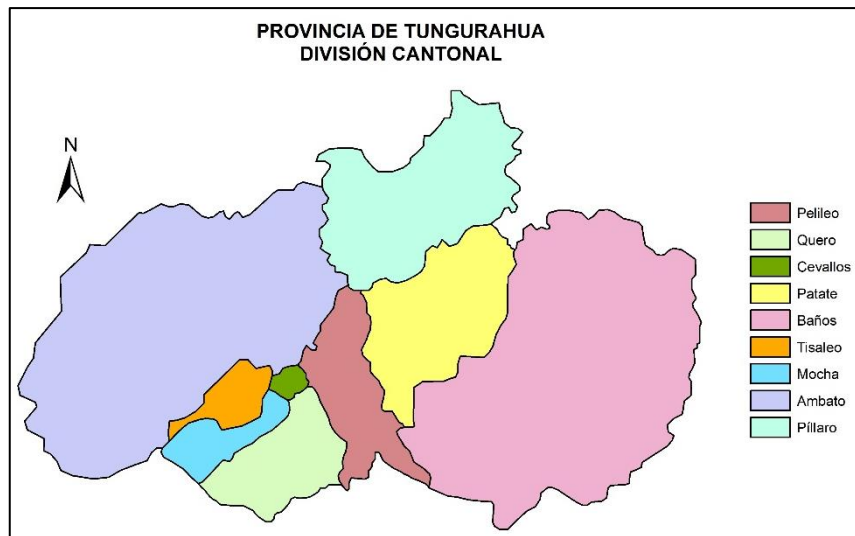 PROVINCIA DE TUNGURAHUA
DIVISIÓN CANTONAL
N
Pelileo
Quero
Cevallos
Patate
Baños
Tisaleo
Mocha
Ambato
Píllaro